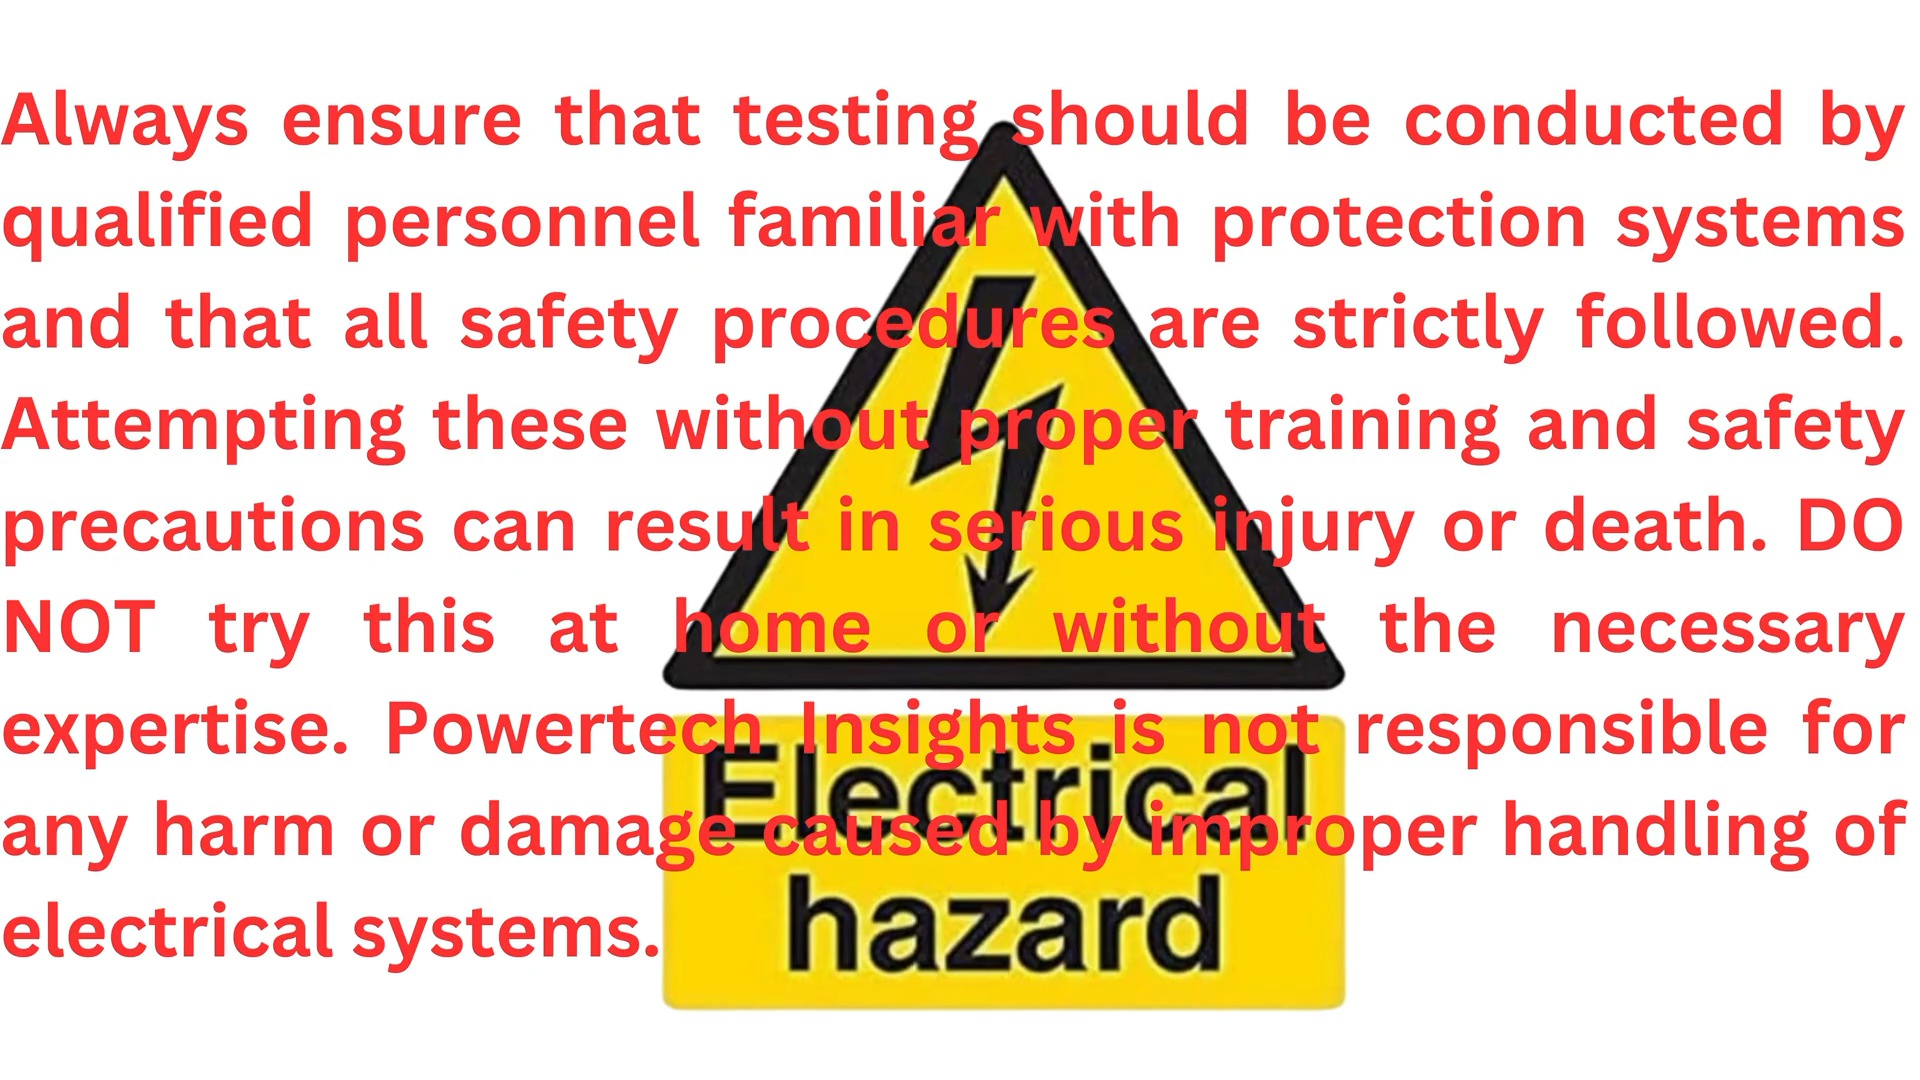 Always ensure that testing should be conducted by
qualified personnel familiar with protection systems
and that all safety procedures are strictly followed.
Attempting these without proper training and safety
precautions can result in serious injury or death. DO
NOT try this at home or without the necessary
expertise. Powertech Insights is not responsible for
any harm or damage caused by improper handling of
electrical systems.
Electrical
hazard